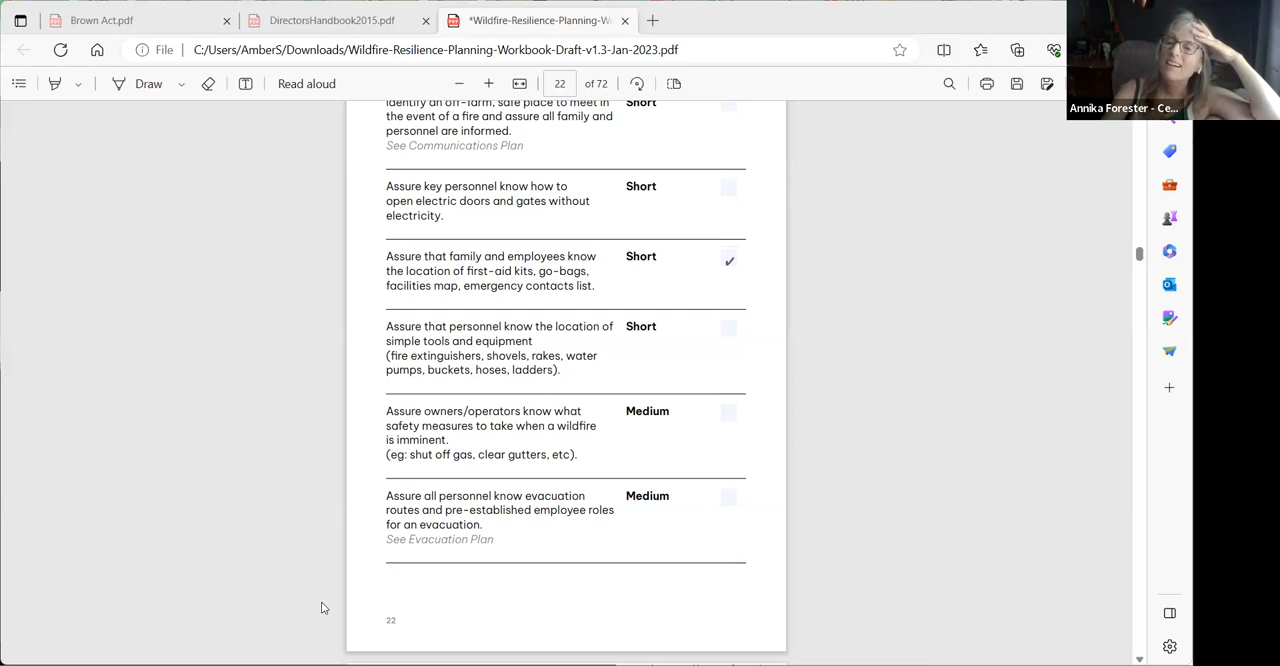 Brown Act.pdf
DirectorsHandbook2015.pdf
*Wildfire-Resilience-Planning-W
File
C:/Users/AmberS/Downloads/Wildfire-Resilience-Planning-Workbook-Draft-v1.3-Jan-2023.pdf
Draw
Read aloud
22 of 72
Annika Forester - Ce...
Identify an off-farm, safe place to meet in Short
the event of a fire and assure all family and
personnel are informed.
See Communications Plan
Assure key personnel know how to Short
open electric doors and gates without
electricity.
Assure that family and employees know Short
the location of first-aid kits, go-bags,
facilities map, emergency contacts list.
Assure that personnel know the location of Short
simple tools and equipment
(fire extinguishers, shovels, rakes, water
pumps, buckets, hoses, ladders).
Assure owners/operators know what Medium
safety measures to take when a wildfire
is imminent.
(eg: shut off gas, clear gutters, etc).
Assure all personnel know evacuation Medium
routes and pre-established employee roles
for an evacuation.
See Evacuation Plan
22